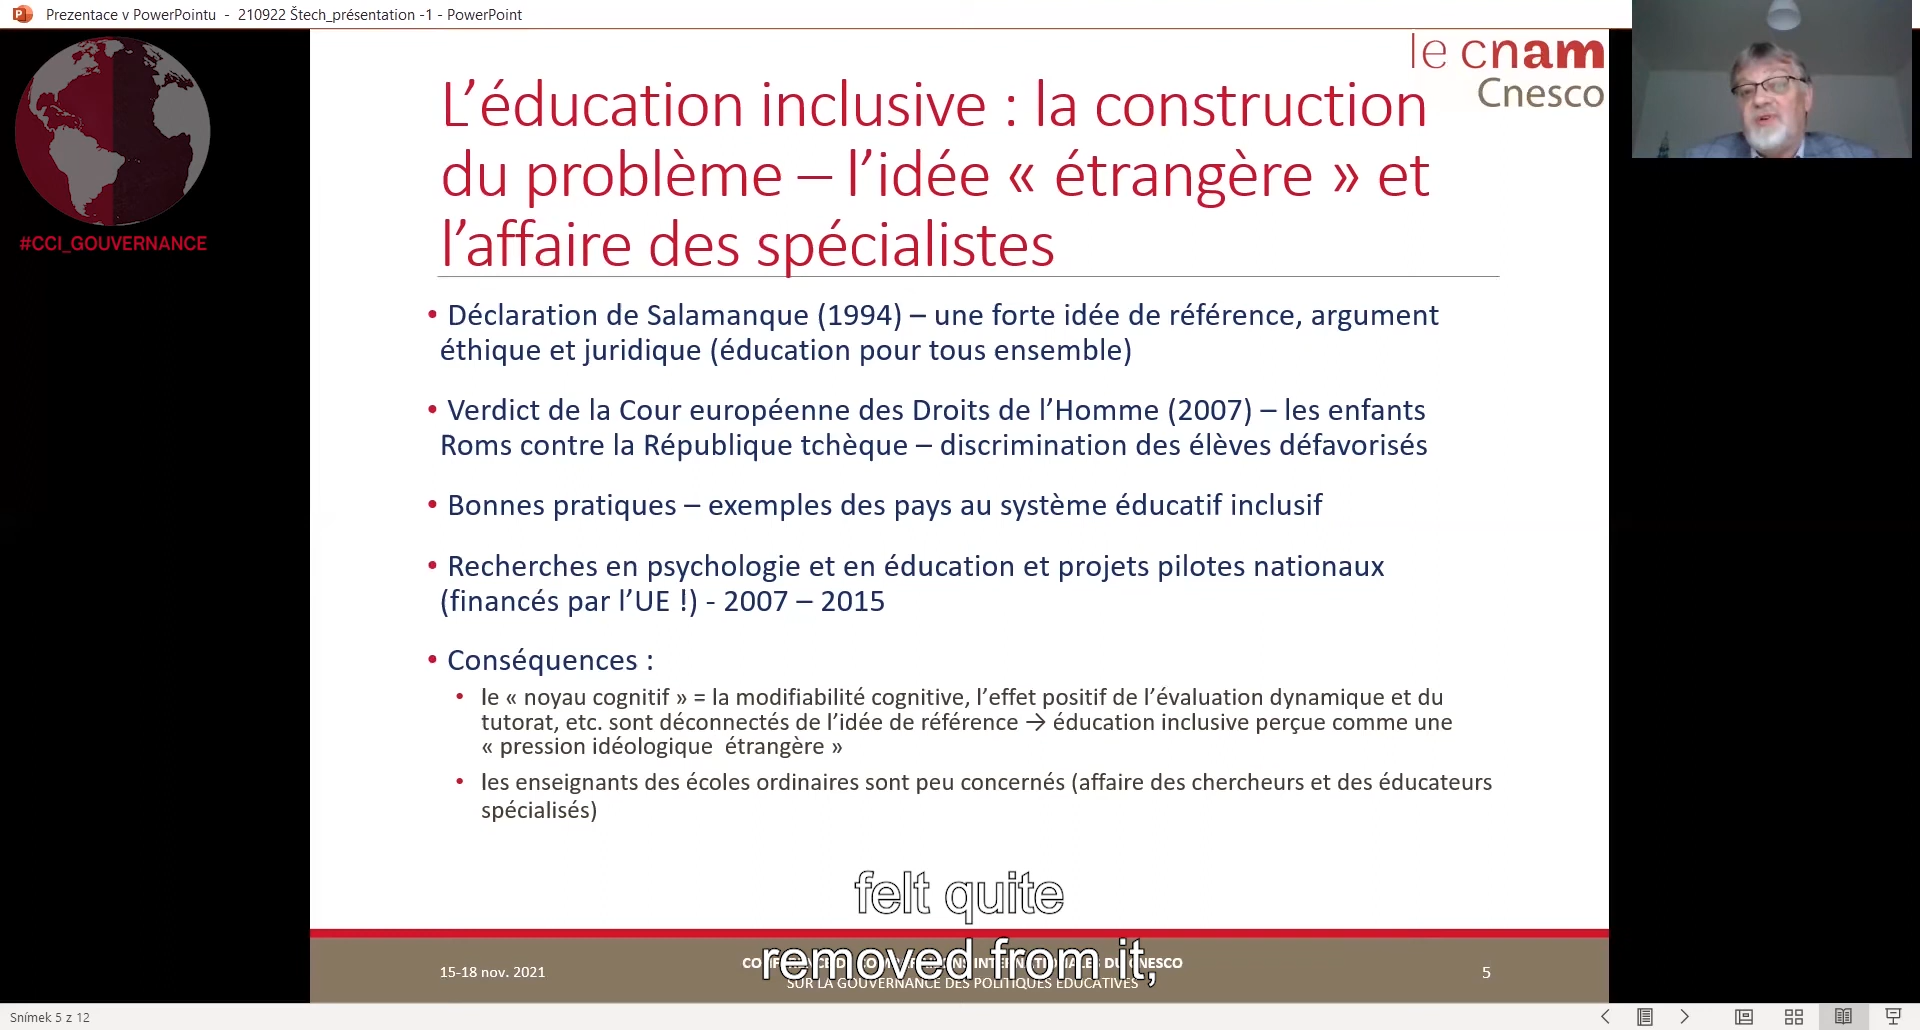 Prezentace v PowerPointu - 210922 Štech_présentation -1 - PowerPoint
le cnam
Cnesco
#CCI_GOUVERNANCE
L’éducation inclusive : la construction
du problème – l’idée « étrangère » et
l’affaire des spécialistes
• Déclaration de Salamanque (1994) – une forte idée de référence, argument
éthique et juridique (éducation pour tous ensemble)
• Verdict de la Cour européenne des Droits de l’Homme (2007) – les enfants
Roms contre la République tchèque – discrimination des élèves défavorisés
• Bonnes pratiques – exemples des pays au système éducatif inclusif
• Recherches en psychologie et en éducation et projets pilotes nationaux
(financés par l’UE !) - 2007 – 2015
• Conséquences :
• le « noyau cognitif » = la modifiabilité cognitive, l’effet positif de l’évaluation dynamique et du
tutorat, etc. sont déconnectés de l’idée de référence → éducation inclusive perçue comme une
« pression idéologique étrangère »
• les enseignants des écoles ordinaires sont peu concernés (affaire des chercheurs et des éducateurs
spécialisés)
felt quite
removed from it,
15-18 nov. 2021
CNESCO
SUR LA GOUVERNANCE DES POLITIQUES EDUCATIVES
5
Snímek 5 z 12